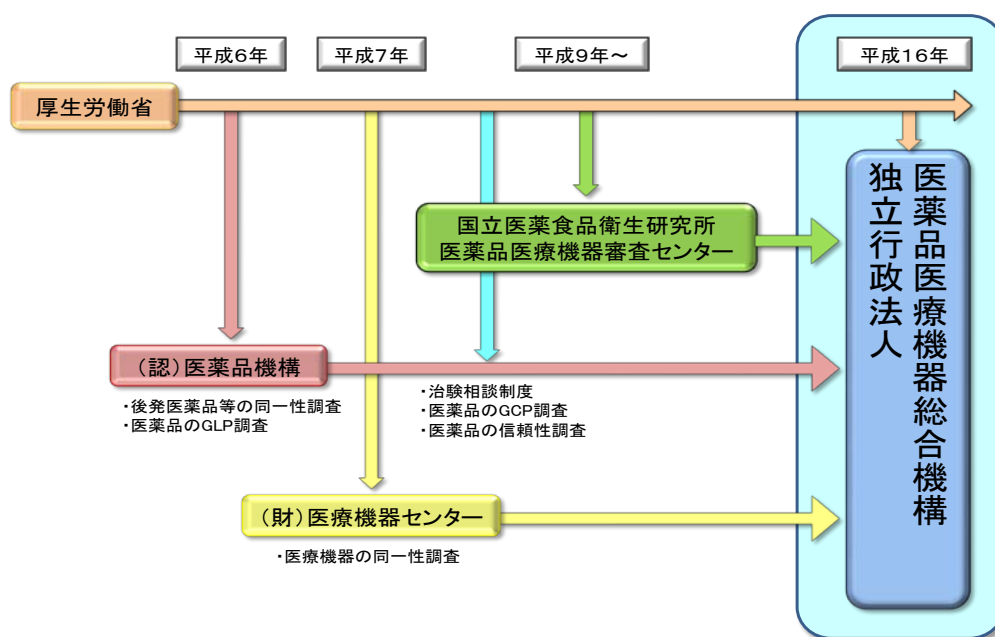 平成6年
平成7年
平成9年～
平成16年
厚生労働省
国立医薬食品衛生研究所
医薬品医療機器審査センター
独立行政法人
医薬品医療機器総合機構
（認）医薬品機構
・後発医薬品等の同一性調査
・医薬品のGLP調査
・治験相談制度
・医薬品のGCP調査
・医薬品の信頼性調査
（財）医療機器センター
・医療機器の同一性調査